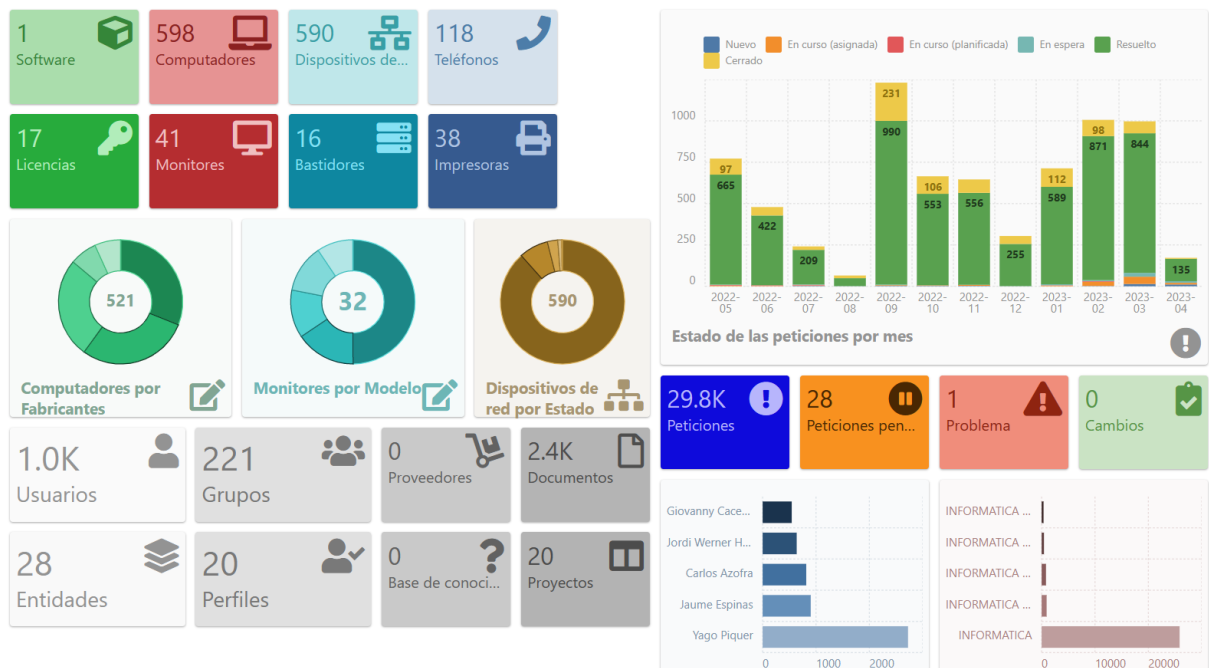 1
Software
598
Computadores
590
Dispositivos de...
118
Teléfonos
17
Licencias
41
Monitores
16
Bastidores
38
Impresoras
521
Computadores por
Fabricantes
32
Monitores por Modelo
590
Dispositivos de
red por Estado
1.0K
Usuarios
221
Grupos
0
Proveedores
2.4K
Documentos
28
Entidades
20
Perfiles
0
Base de conoci...
20
Proyectos
Nuevo En curso (asignada) En curso (planificada) En espera Resuelto
Cerrado
1000
750
500
250
0
97
665
422
209
231
990
106
553
556
255
112
589
98
871
844
135
2022-
05
2022-
06
2022-
07
2022-
08
2022-
09
2022-
10
2022-
11
2022-
12
2023-
01
2023-
02
2023-
03
2023-
04
Estado de las peticiones por mes
29.8K
Peticiones
28
Peticiones pen...
1
Problema
0
Cambios
Giovanny Cace...
Jordi Werner H...
Carlos Azofra
Jaume Espinas
Yago Piquer
0 1000 2000
INFORMATICA ...
INFORMATICA ...
INFORMATICA ...
INFORMATICA ...
INFORMATICA
0 10000 20000